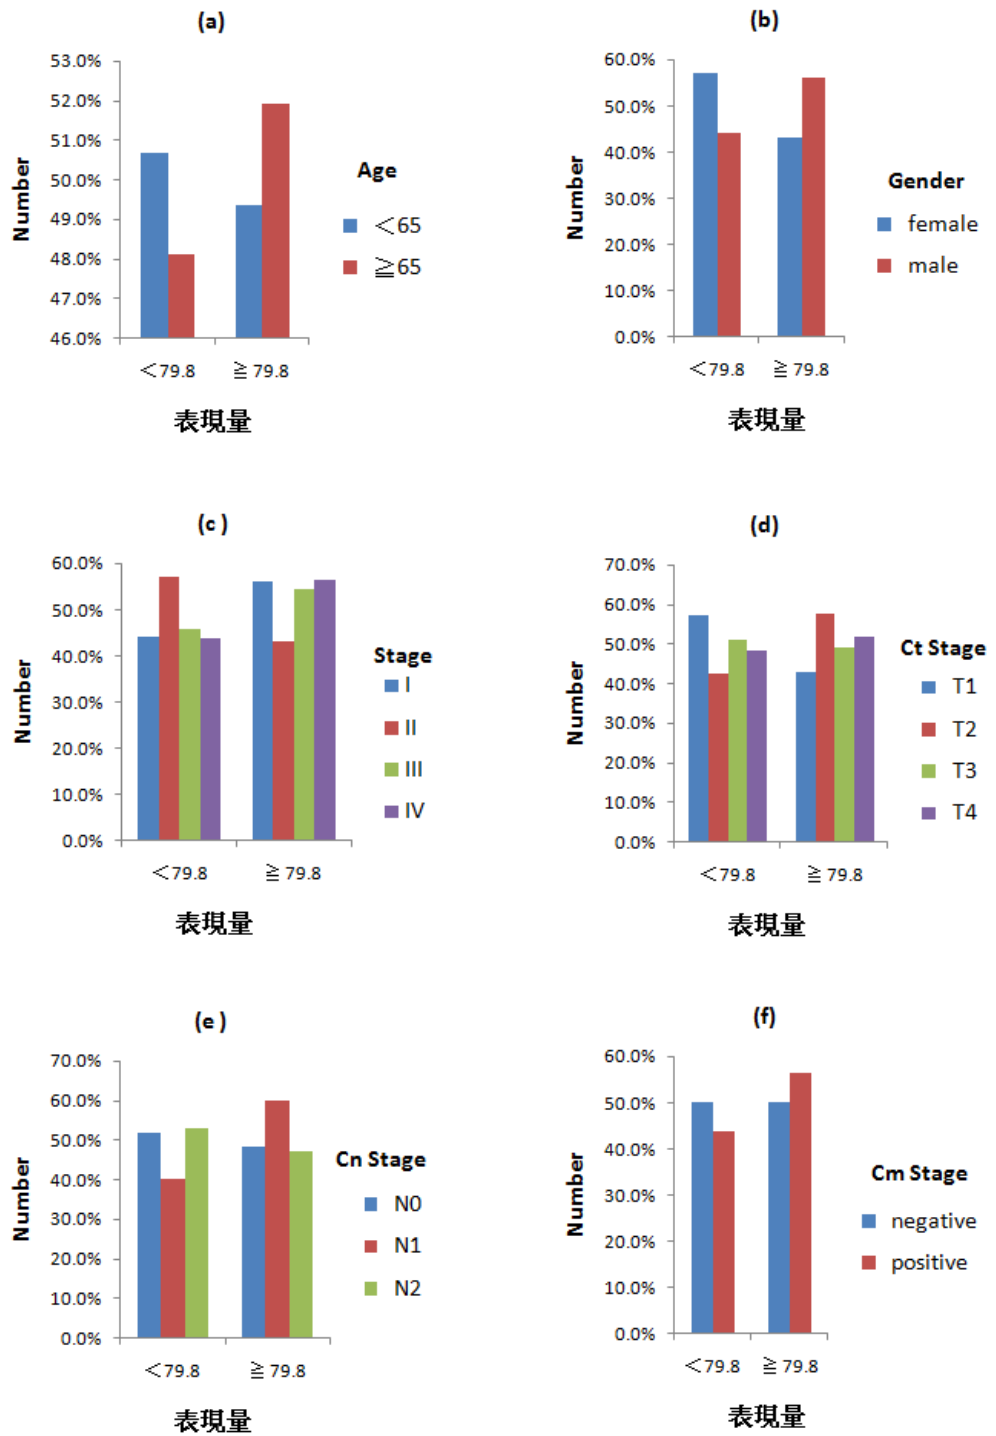 (a)
53.0%
52.0%
51.0%
50.0%
49.0%
48.0%
47.0%
46.0%
Number
＜79.8
≧79.8
表現量
Age
＜65
≧65
(b)
60.0%
50.0%
40.0%
30.0%
20.0%
10.0%
0.0%
Number
＜79.8
≧79.8
表現量
Gender
female
male
(c )
60.0%
50.0%
40.0%
30.0%
20.0%
10.0%
0.0%
Number
＜79.8
≧79.8
表現量
Stage
I
II
III
IV
(d)
70.0%
60.0%
50.0%
40.0%
30.0%
20.0%
10.0%
0.0%
Number
＜79.8
≧79.8
表現量
Ct Stage
T1
T2
T3
T4
(e )
70.0%
60.0%
50.0%
40.0%
30.0%
20.0%
10.0%
0.0%
Number
＜79.8
≧79.8
表現量
Cn Stage
N0
N1
N2
(f)
60.0%
50.0%
40.0%
30.0%
20.0%
10.0%
0.0%
Number
＜79.8
≧79.8
表現量
Cm Stage
negative
positive